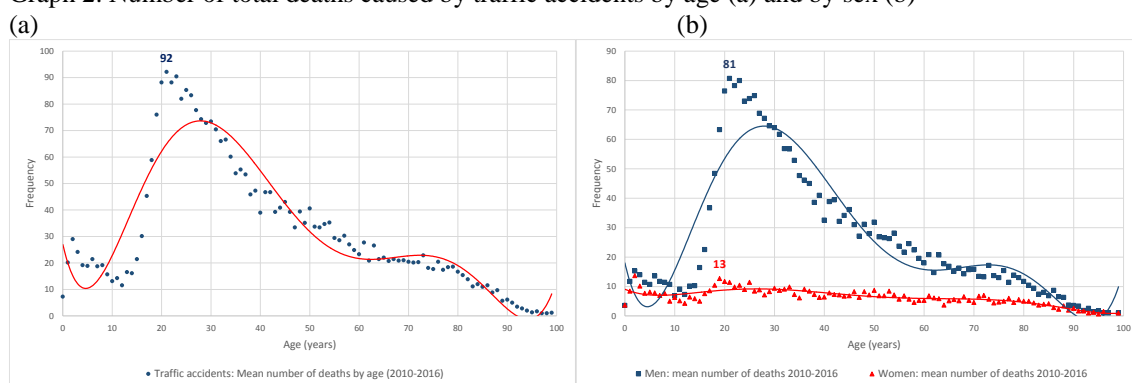 Graph 2. Number of total deaths caused by traffic accidents by age (a) and by sex (b)
(a) (b)
92
100
90
80
70
60
50
40
30
20
10
0
Frequency
0 10 20 30 40 50 60 70 80 90 100
Age (years)
Traffic accidents: Mean number of deaths by age (2010-2016)
81
13
90
80
70
60
50
40
30
20
10
0
Frequency
0 10 20 30 40 50 60 70 80 90 100
Age (years)
Men: mean number of deaths 2010-2016 Women: mean number of deaths 2010-2016